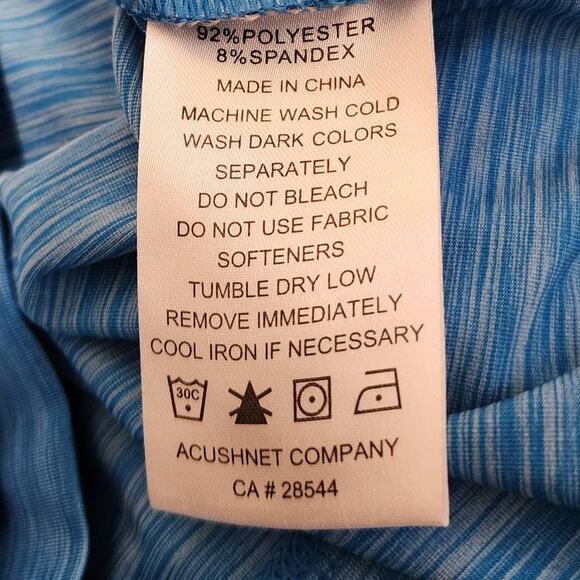 92%POLYESTER
8%SPANDEX
MADE IN CHINA
MACHINE WASH COLD
WASH DARK COLORS
SEPARATELY
DO NOT BLEACH
DO NOT USE FABRIC
SOFTENERS
TUMBLE DRY LOW
REMOVE IMMEDIATELY
COOL IRON IF NECESSARY
30C
ACUSHNET COMPANY
CA # 28544